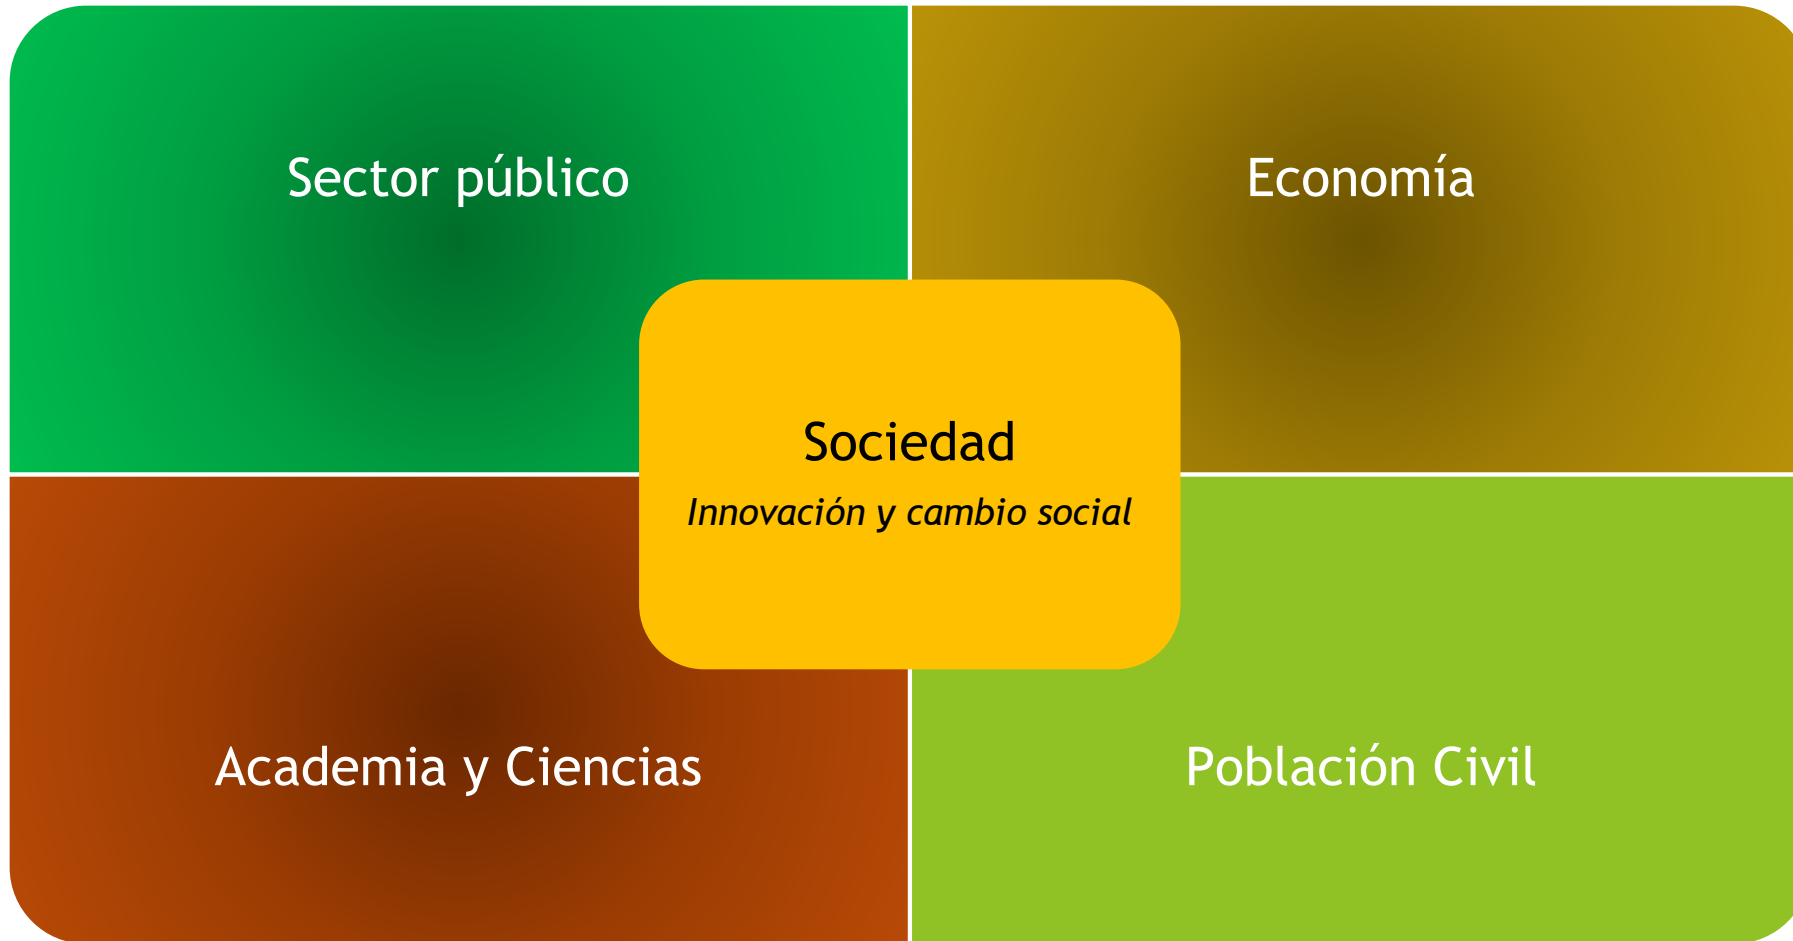 Sector público
Economía
Sociedad
Innovación y cambio social
Academia y Ciencias
Población Civil